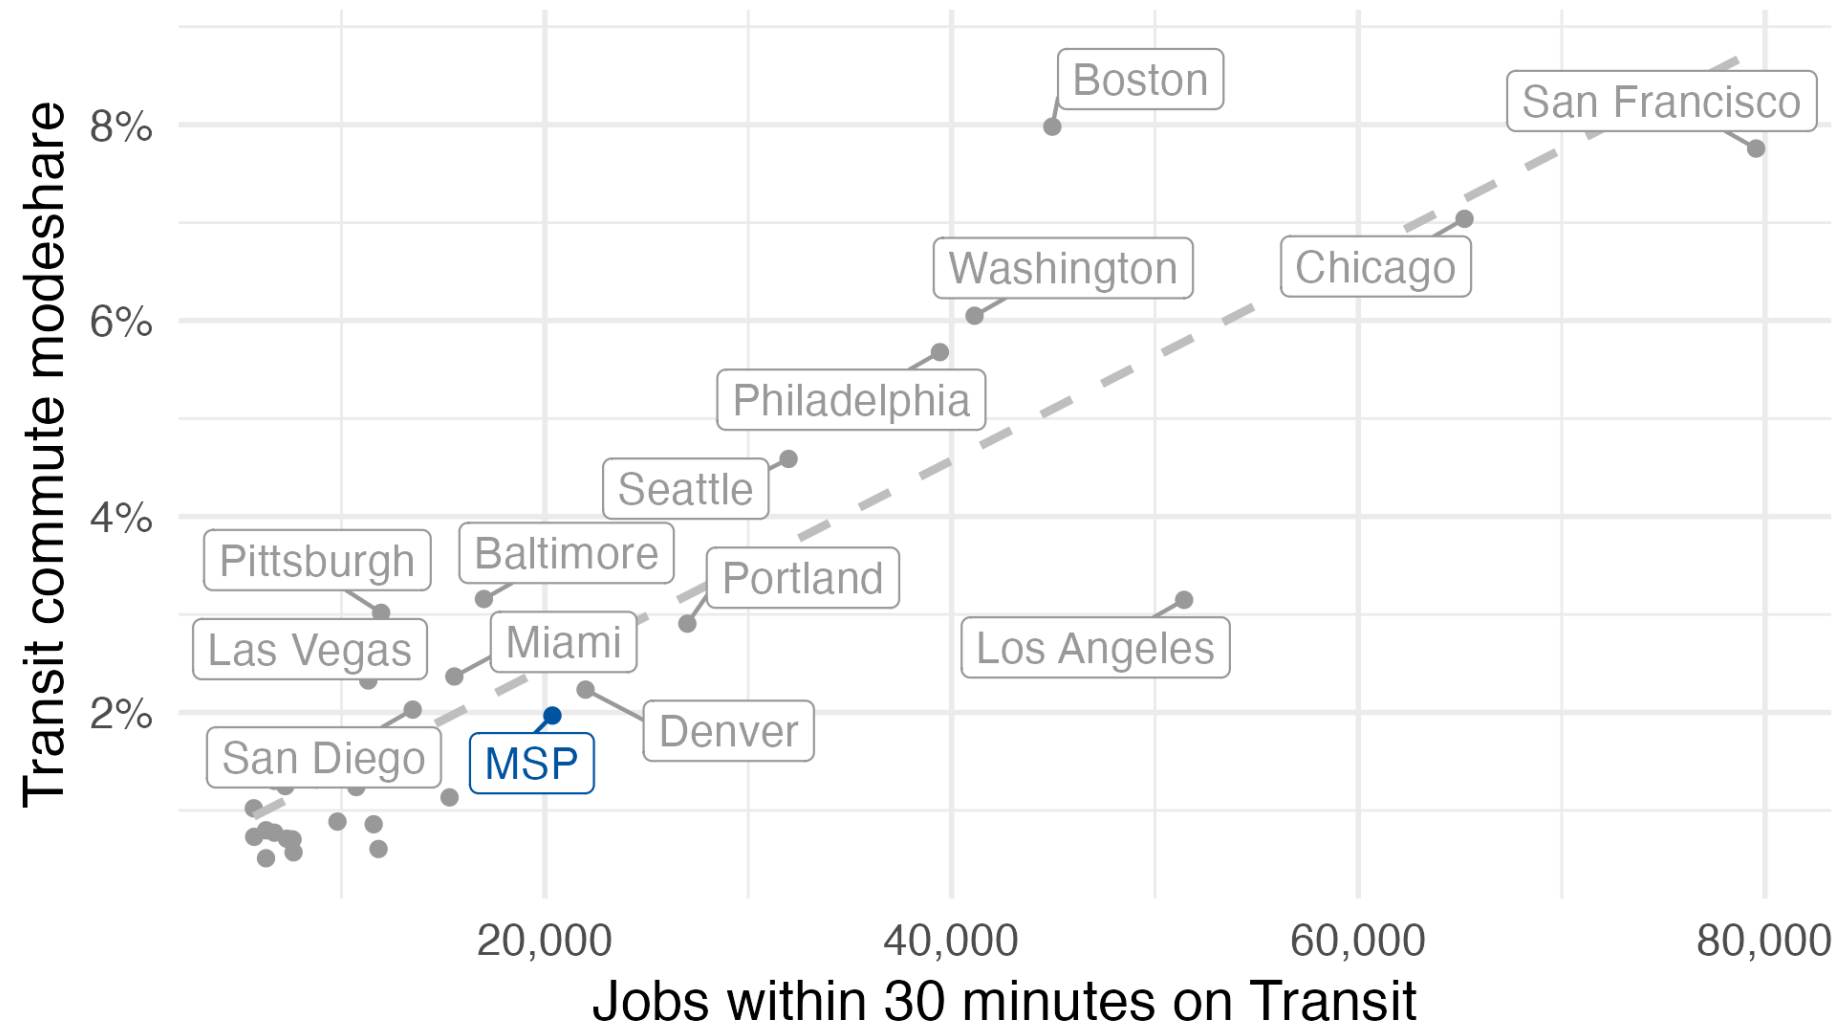 Transit commute modeshare
8%
6%
4%
2%
Boston
San Francisco
Washington
Chicago
Philadelphia
Seattle
Pittsburgh
Baltimore
Portland
Las Vegas
Miami
Los Angeles
San Diego
MSP
Denver
20,000
40,000
60,000
80,000
Jobs within 30 minutes on Transit